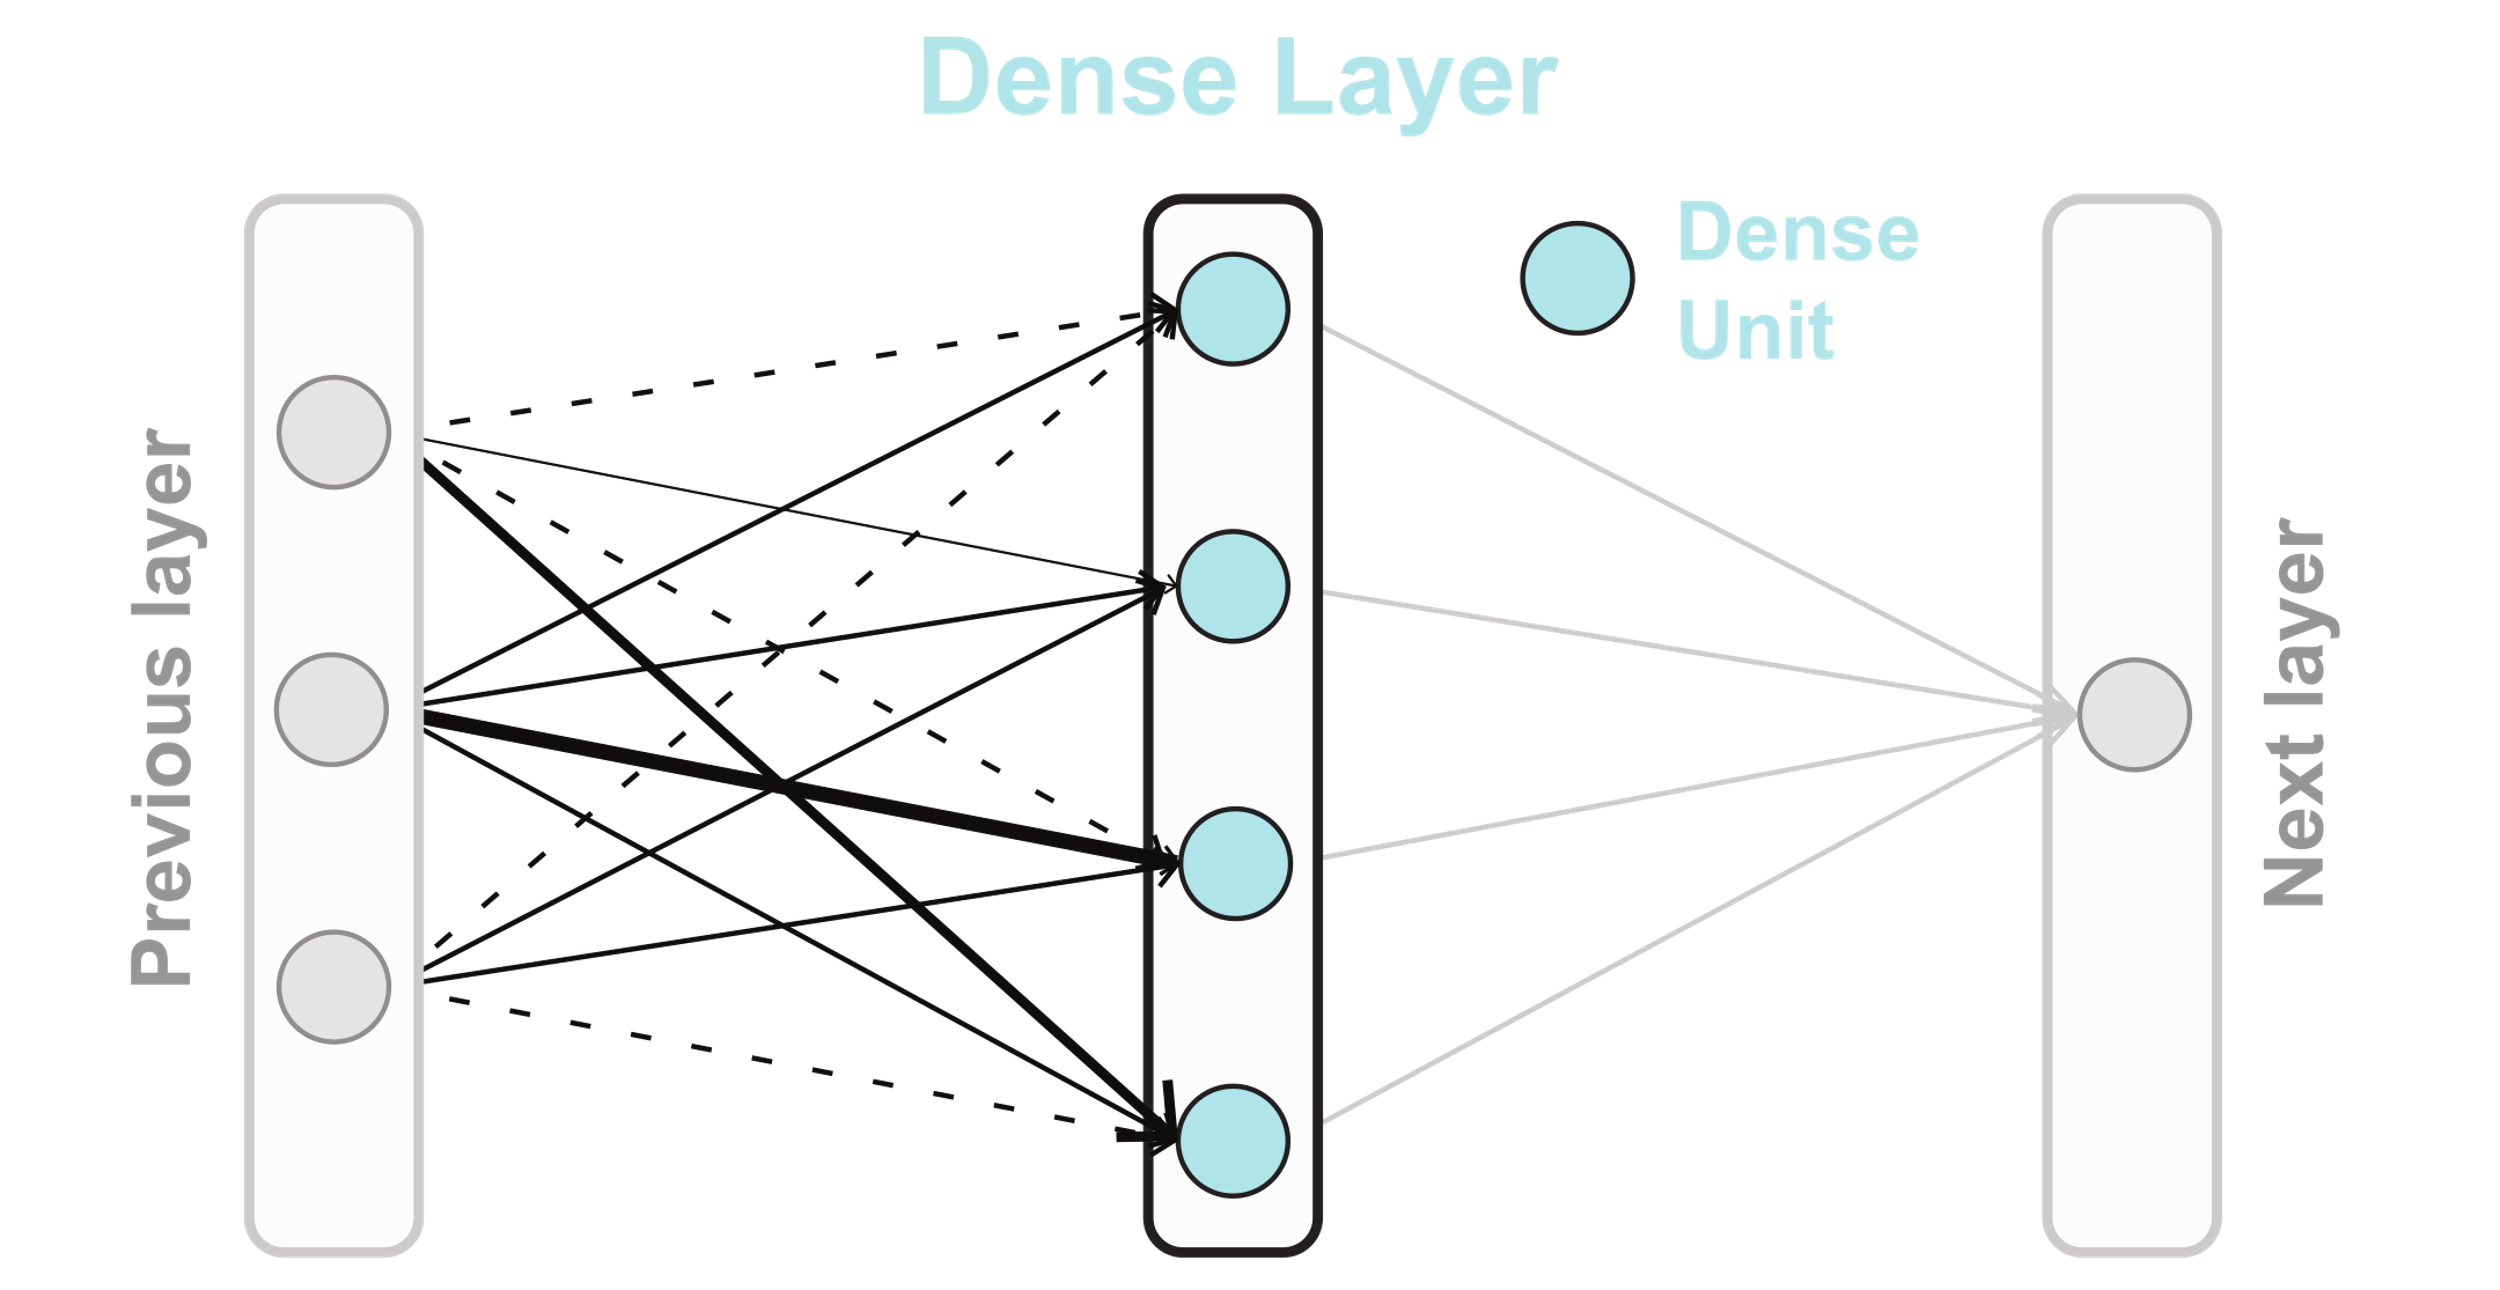 Dense Layer
Dense
Unit
Previous layer
Next layer